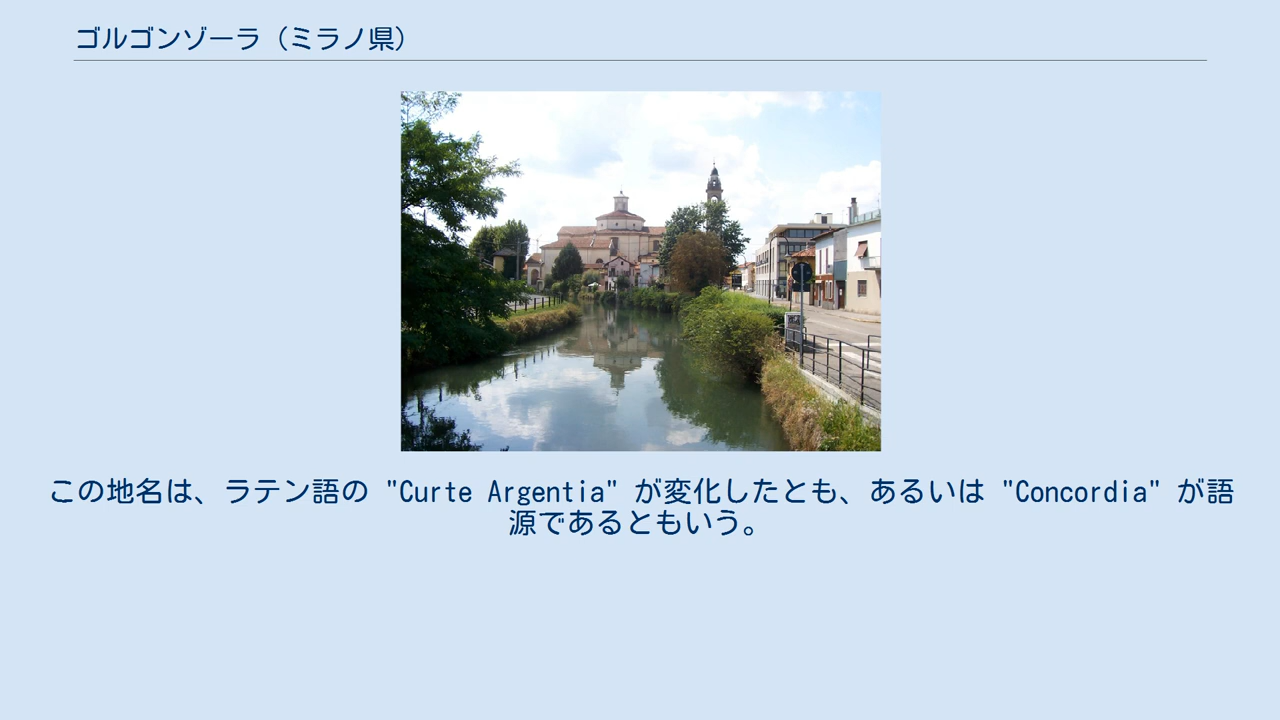 ゴルゴンゾーラ（ミラノ県）
この地名は、ラテン語の "Curte Argentia" が変化したとも、あるいは "Concordia" が語
源であるともいう。